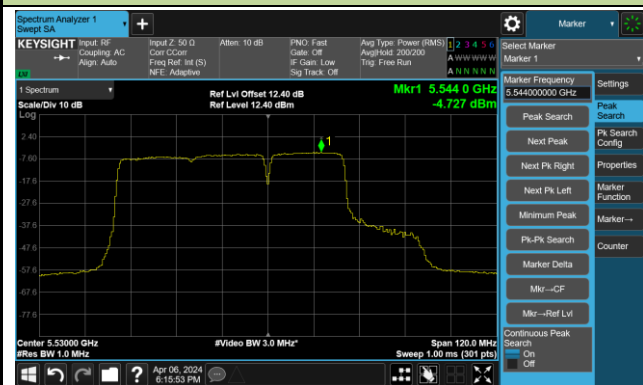 Spectrum Analyzer 1
Swept SA
+
Marker
KEYSIGHT
Input: RF
Coupling: AC
Align: Auto
Input Z: 50 Ω
Corr CCorr
Freq Ref: Int (S)
NFE: Adaptive
Atten: 10 dB
PNO: Fast
Gate: Off
IF Gain: Low
Sig Track: Off
Avg Type: Power (RMS)
Avg|Hold: 200/200
Trig: Free Run
1 2 3 4 5 6
A W W W W W
A N N N N N
Select Marker
Marker 1
LXI
1 Spectrum
Scale/Div 10 dB
Log
Ref Lvl Offset 12.40 dB
Ref Level 12.40 dBm
Mkr1 5.544 0 GHz
-4.727 dBm
2.40
-7.60
-17.6
-27.6
-37.6
-47.6
-57.6
-67.6
-77.6
1
Center 5.53000 GHz
#Res BW 1.0 MHz
#Video BW 3.0 MHz*
Span 120.0 MHz
Sweep 1.00 ms (301 pts)
Marker Frequency
5.544000000 GHz
Peak Search
Next Peak
Next Pk Right
Next Pk Left
Minimum Peak
Pk-Pk Search
Marker Delta
Mkr→CF
Mkr→Ref Lvl
Continuous Peak
Search
On
Off
Settings
Peak
Search
Pk Search
Config
Properties
Marker
Function
Marker→
Counter
?
Apr 06, 2024
6:15:53 PM